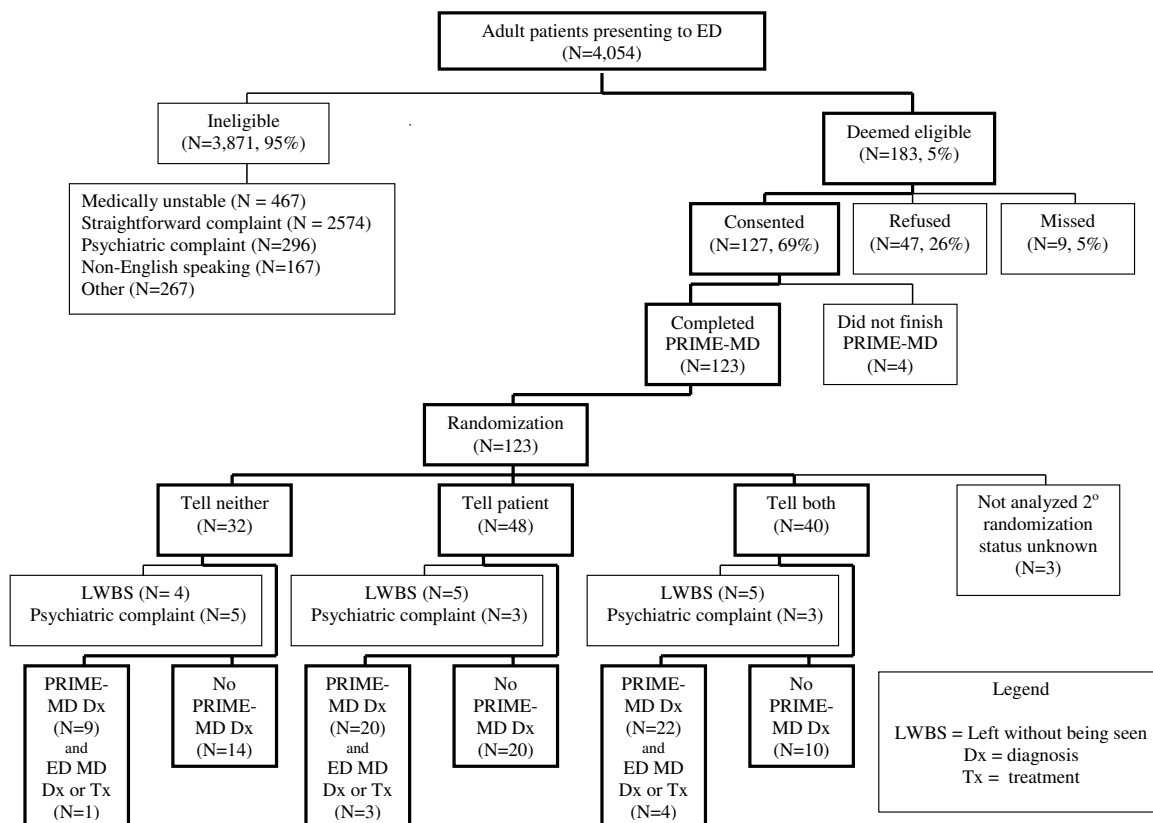 Adult patients presenting to ED
(N=4,054)
Ineligible
(N=3,871, 95%)
Deemed eligible
(N=183, 5%)
Medically unstable (N = 467)
Straightforward complaint (N = 2574)
Psychiatric complaint (N=296)
Non-English speaking (N=167)
Other (N=267)
Consented
(N=127, 69%)
Refused
(N=47, 26%)
Missed
(N=9, 5%)
Completed
PRIME-MD
(N=123)
Did not finish
PRIME-MD
(N=4)
Randomization
(N=123)
Tell neither
(N=32)
Tell patient
(N=48)
Tell both
(N=40)
Not analyzed 2º
randomization
status unknown
(N=3)
LWBS (N= 4)
Psychiatric complaint (N=5)
LWBS (N=5)
Psychiatric complaint (N=3)
LWBS (N=5)
Psychiatric complaint (N=3)
PRIME-
MD Dx
(N=9)
and
ED MD
Dx or Tx
(N=1)
No
PRIME-
MD Dx
(N=14)
PRIME-
MD Dx
(N=20)
and
ED MD
Dx or Tx
(N=3)
No
PRIME-
MD Dx
(N=20)
PRIME-
MD Dx
(N=22)
and
ED MD
Dx or Tx
(N=4)
No
PRIME-
MD Dx
(N=10)
Legend
LWBS = Left without being seen
Dx = diagnosis
Tx = treatment